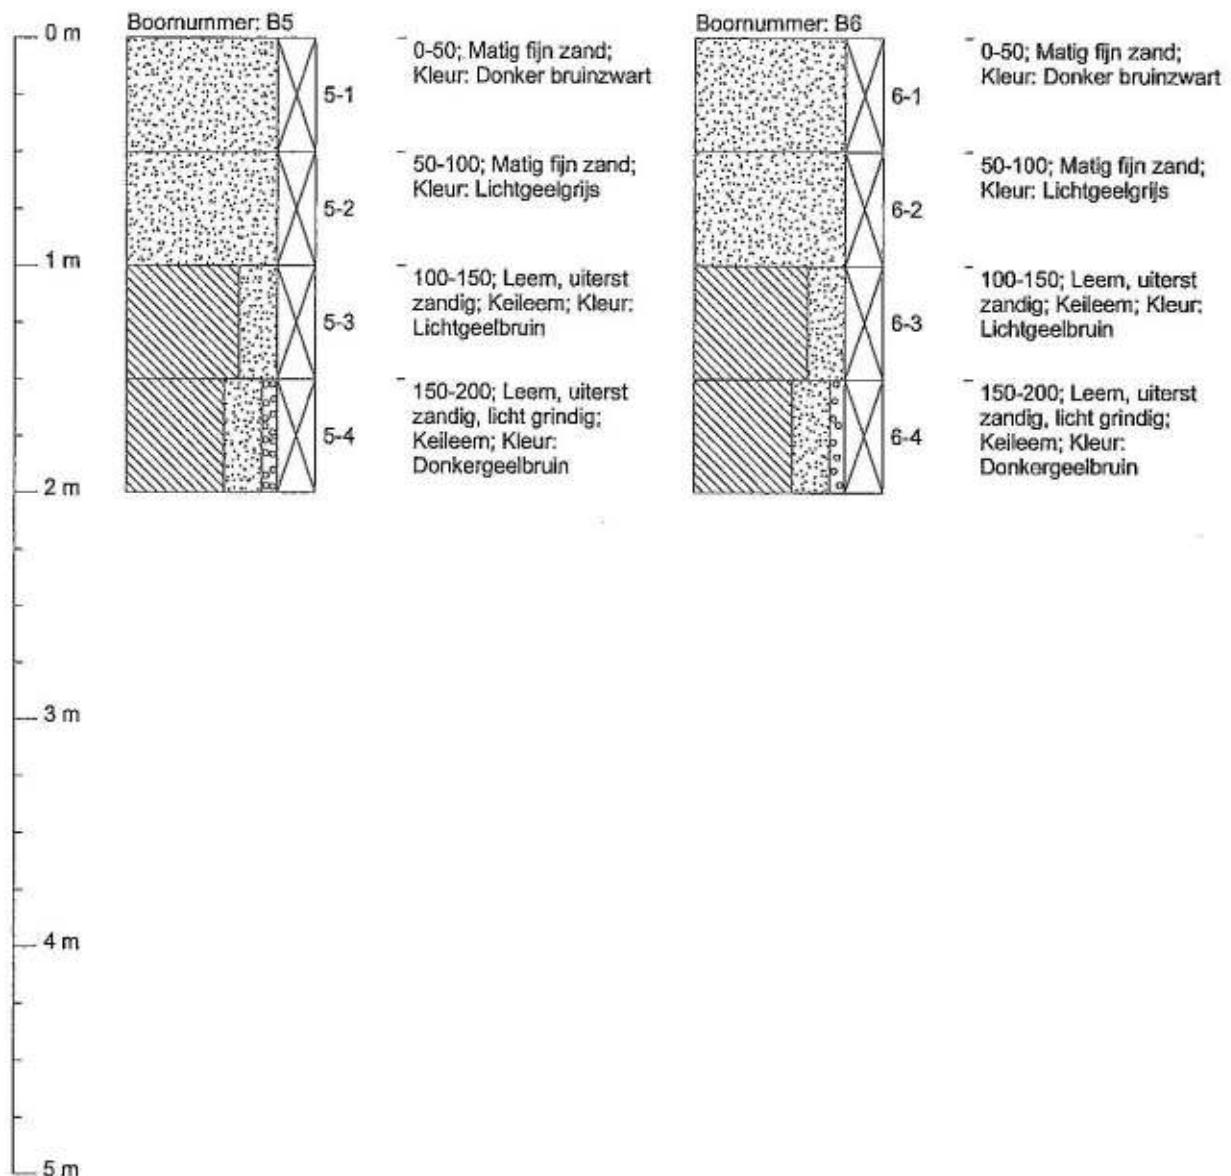 Boornummer: B5
0-50; Matig fijn zand;
Kleur: Donker bruinzwart
5-1
50-100; Matig fijn zand;
Kleur: Lichtgeelgrijs
5-2
100-150; Leem, uiterst
zandig; Keileem; Kleur:
Lichtgeelbruin
5-3
150-200; Leem, uiterst
zandig, licht grindig;
Keileem; Kleur:
Donkergeelbruin
5-4
Boornummer: B6
0-50; Matig fijn zand;
Kleur: Donker bruinzwart
6-1
50-100; Matig fijn zand;
Kleur: Lichtgeelgrijs
6-2
100-150; Leem, uiterst
zandig; Keileem; Kleur:
Lichtgeelbruin
6-3
150-200; Leem, uiterst
zandig, licht grindig;
Keileem; Kleur:
Donkergeelbruin
6-4
0 m
1 m
2 m
3 m
4 m
5 m